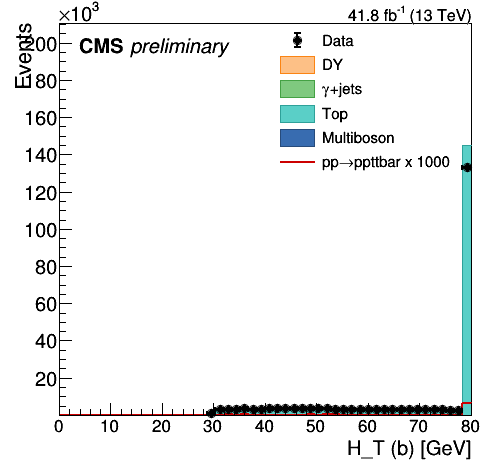 ×10³
41.8 fb⁻¹ (13 TeV)
CMS preliminary
Events
Data
DY
γ+jets
Top
Multiboson
pp→ppttbar x 1000
200
180
160
140
120
100
80
60
40
20
0 10 20 30 40 50 60 70 80
H_T (b) [GeV]